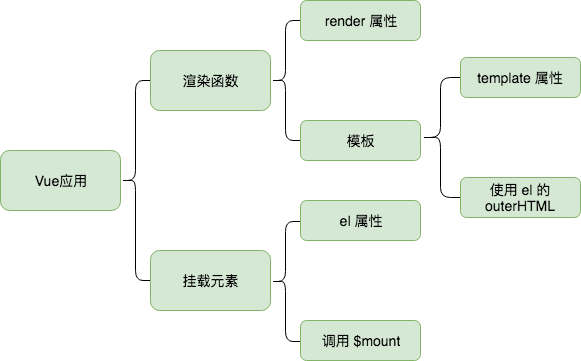 Vue应用
渲染函数
render 属性
模板
template 属性
使用 el 的
outerHTML
挂载元素
el 属性
调用 $mount